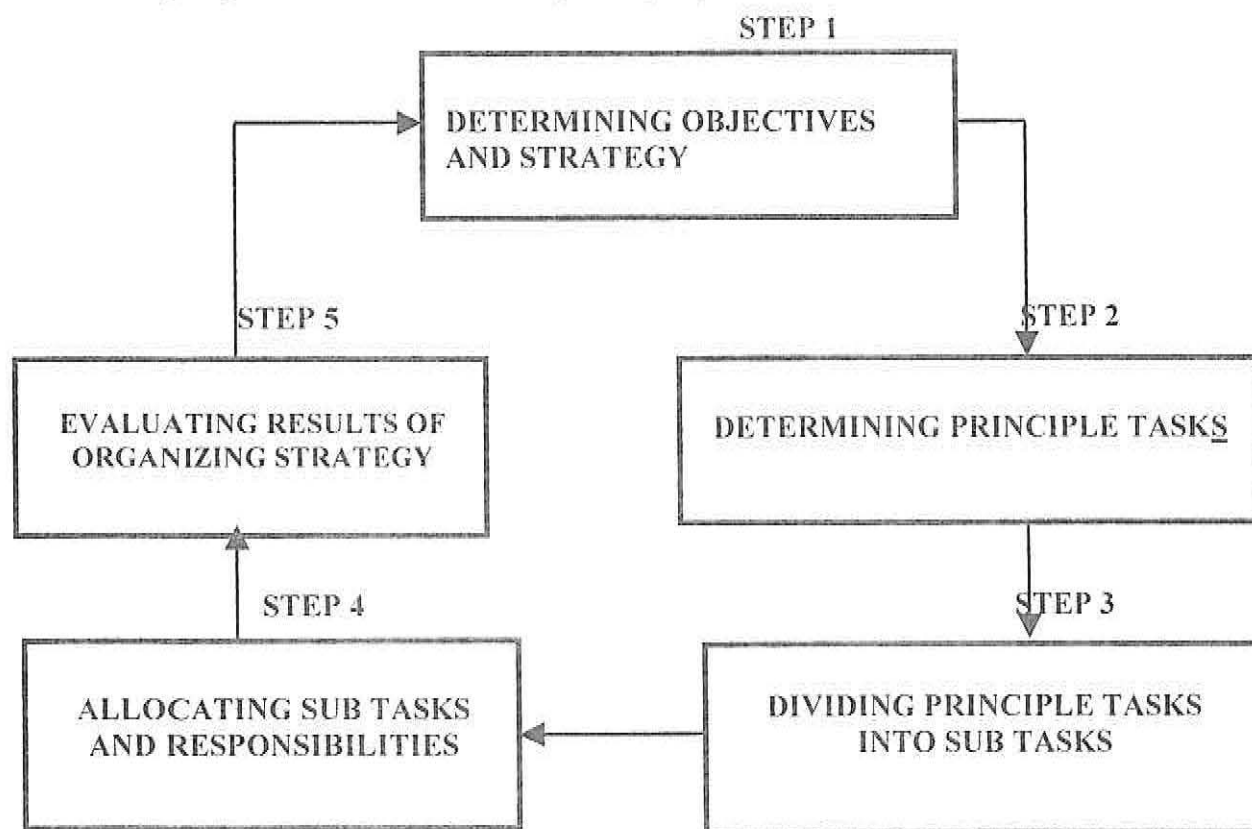 STEP 1
DETERMINING OBJECTIVES
AND STRATEGY
STEP 2
DETERMINING PRINCIPLE TASKS
STEP 3
DIVIDING PRINCIPLE TASKS
INTO SUB TASKS
STEP 4
ALLOCATING SUB TASKS
AND RESPONSIBILITIES
STEP 5
EVALUATING RESULTS OF
ORGANIZING STRATEGY